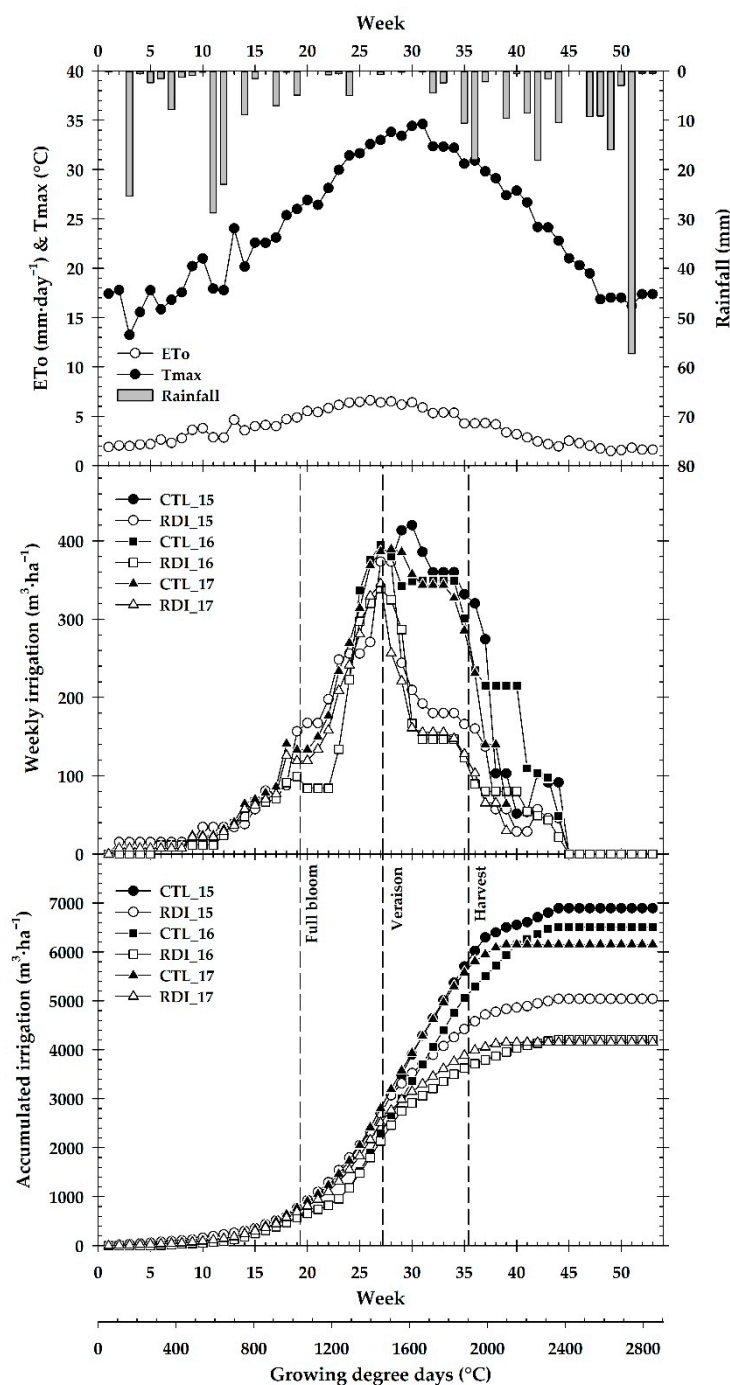 Week
0 5 10 15 20 25 30 35 40 45 50
40 0
35 10
30 20
25 30
20 40
15 50
10 60
5 70
0 80
ETo (mm·day⁻¹) & Tmax (°C)
Rainfall (mm)
ETo
Tmax
Rainfall
400
300
200
100
0
Weekly irrigation (m³·ha⁻¹)
CTL_15
RDI_15
CTL_16
RDI_16
CTL_17
RDI_17
7000
6000
5000
4000
3000
2000
1000
0
Accumulated irrigation (m³·ha⁻¹)
CTL_15
RDI_15
CTL_16
RDI_16
CTL_17
RDI_17
Full bloom
Veraison
Harvest
0 5 10 15 20 25 30 35 40 45 50
Week
0 400 800 1200 1600 2000 2400 2800
Growing degree days (°C)